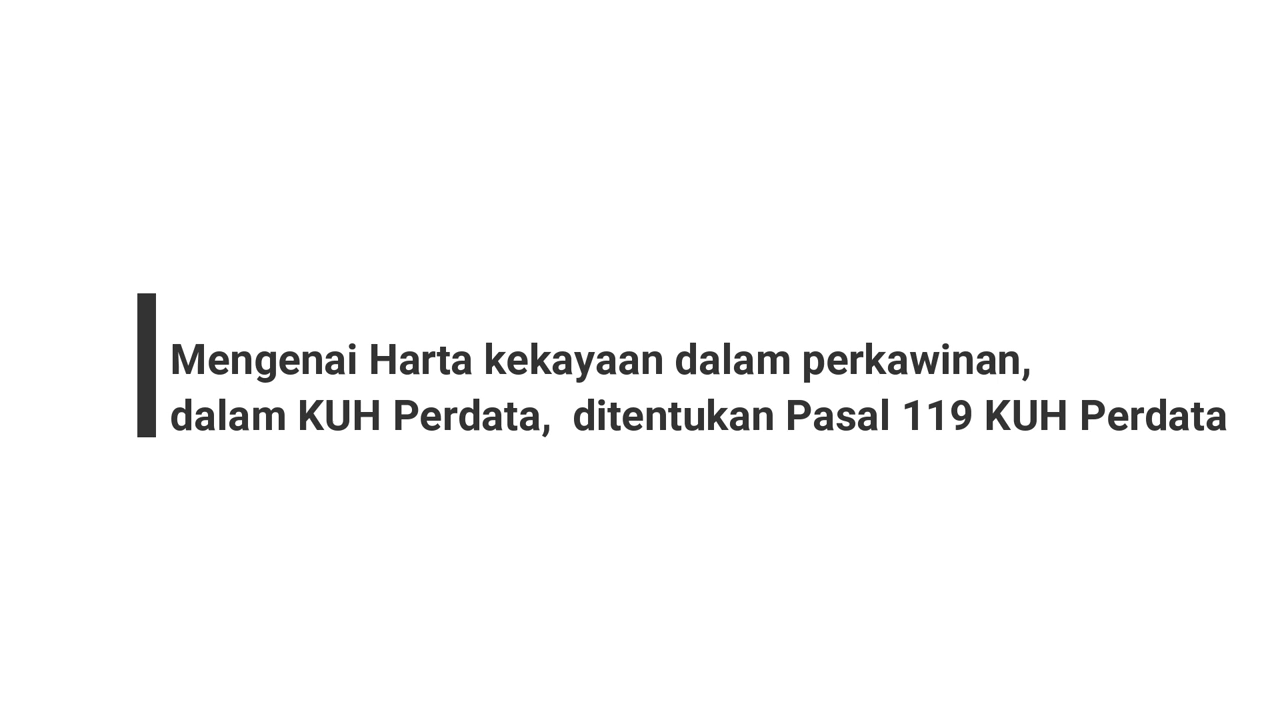 Mengenai Harta kekayaan dalam perkawinan,
dalam KUH Perdata,  ditentukan Pasal 119 KUH Perdata